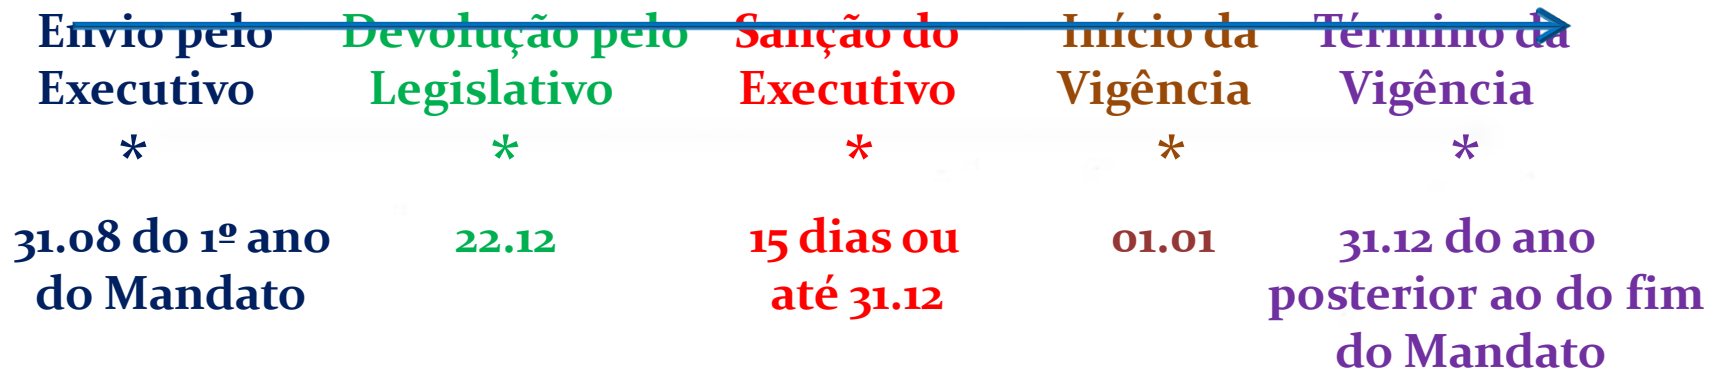 Envio pelo Devolução pelo Sanção do Início da Término da
Executivo Legislativo Executivo Vigência Vigência
* * * * *
31.08 do 1º ano 22.12 15 dias ou 01.01 31.12 do ano
do Mandato até 31.12 posterior ao do fim
do Mandato